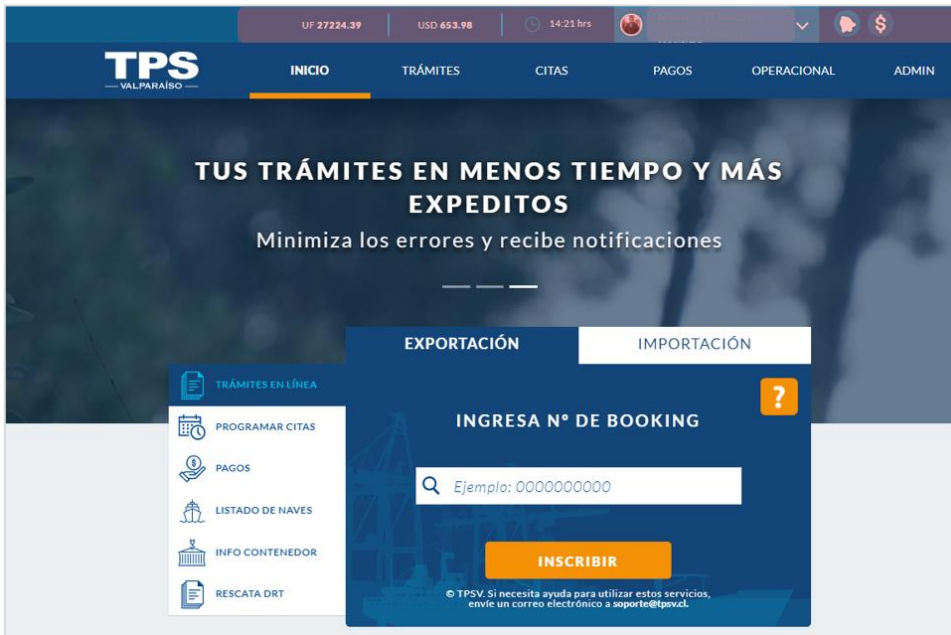 UF 27224.39
USD 653.98
14:21 hrs
TPS
VALPARAÍSO
INICIO
TRÁMITES
CITAS
PAGOS
OPERACIONAL
ADMIN
TUS TRÁMITES EN MENOS TIEMPO Y MÁS
EXPEDITOS
Minimiza los errores y recibe notificaciones
EXPORTACIÓN
IMPORTACIÓN
TRÁMITES EN LÍNEA
PROGRAMAR CITAS
PAGOS
LISTADO DE NAVES
INFO CONTENEDOR
RESCATA DRT
?
INGRESA Nº DE BOOKING
Ejemplo: 0000000000
INSCRIBIR
© TPSV. Si necesita ayuda para utilizar estos servicios,
envíe un correo electrónico a soporte@tpsv.cl.